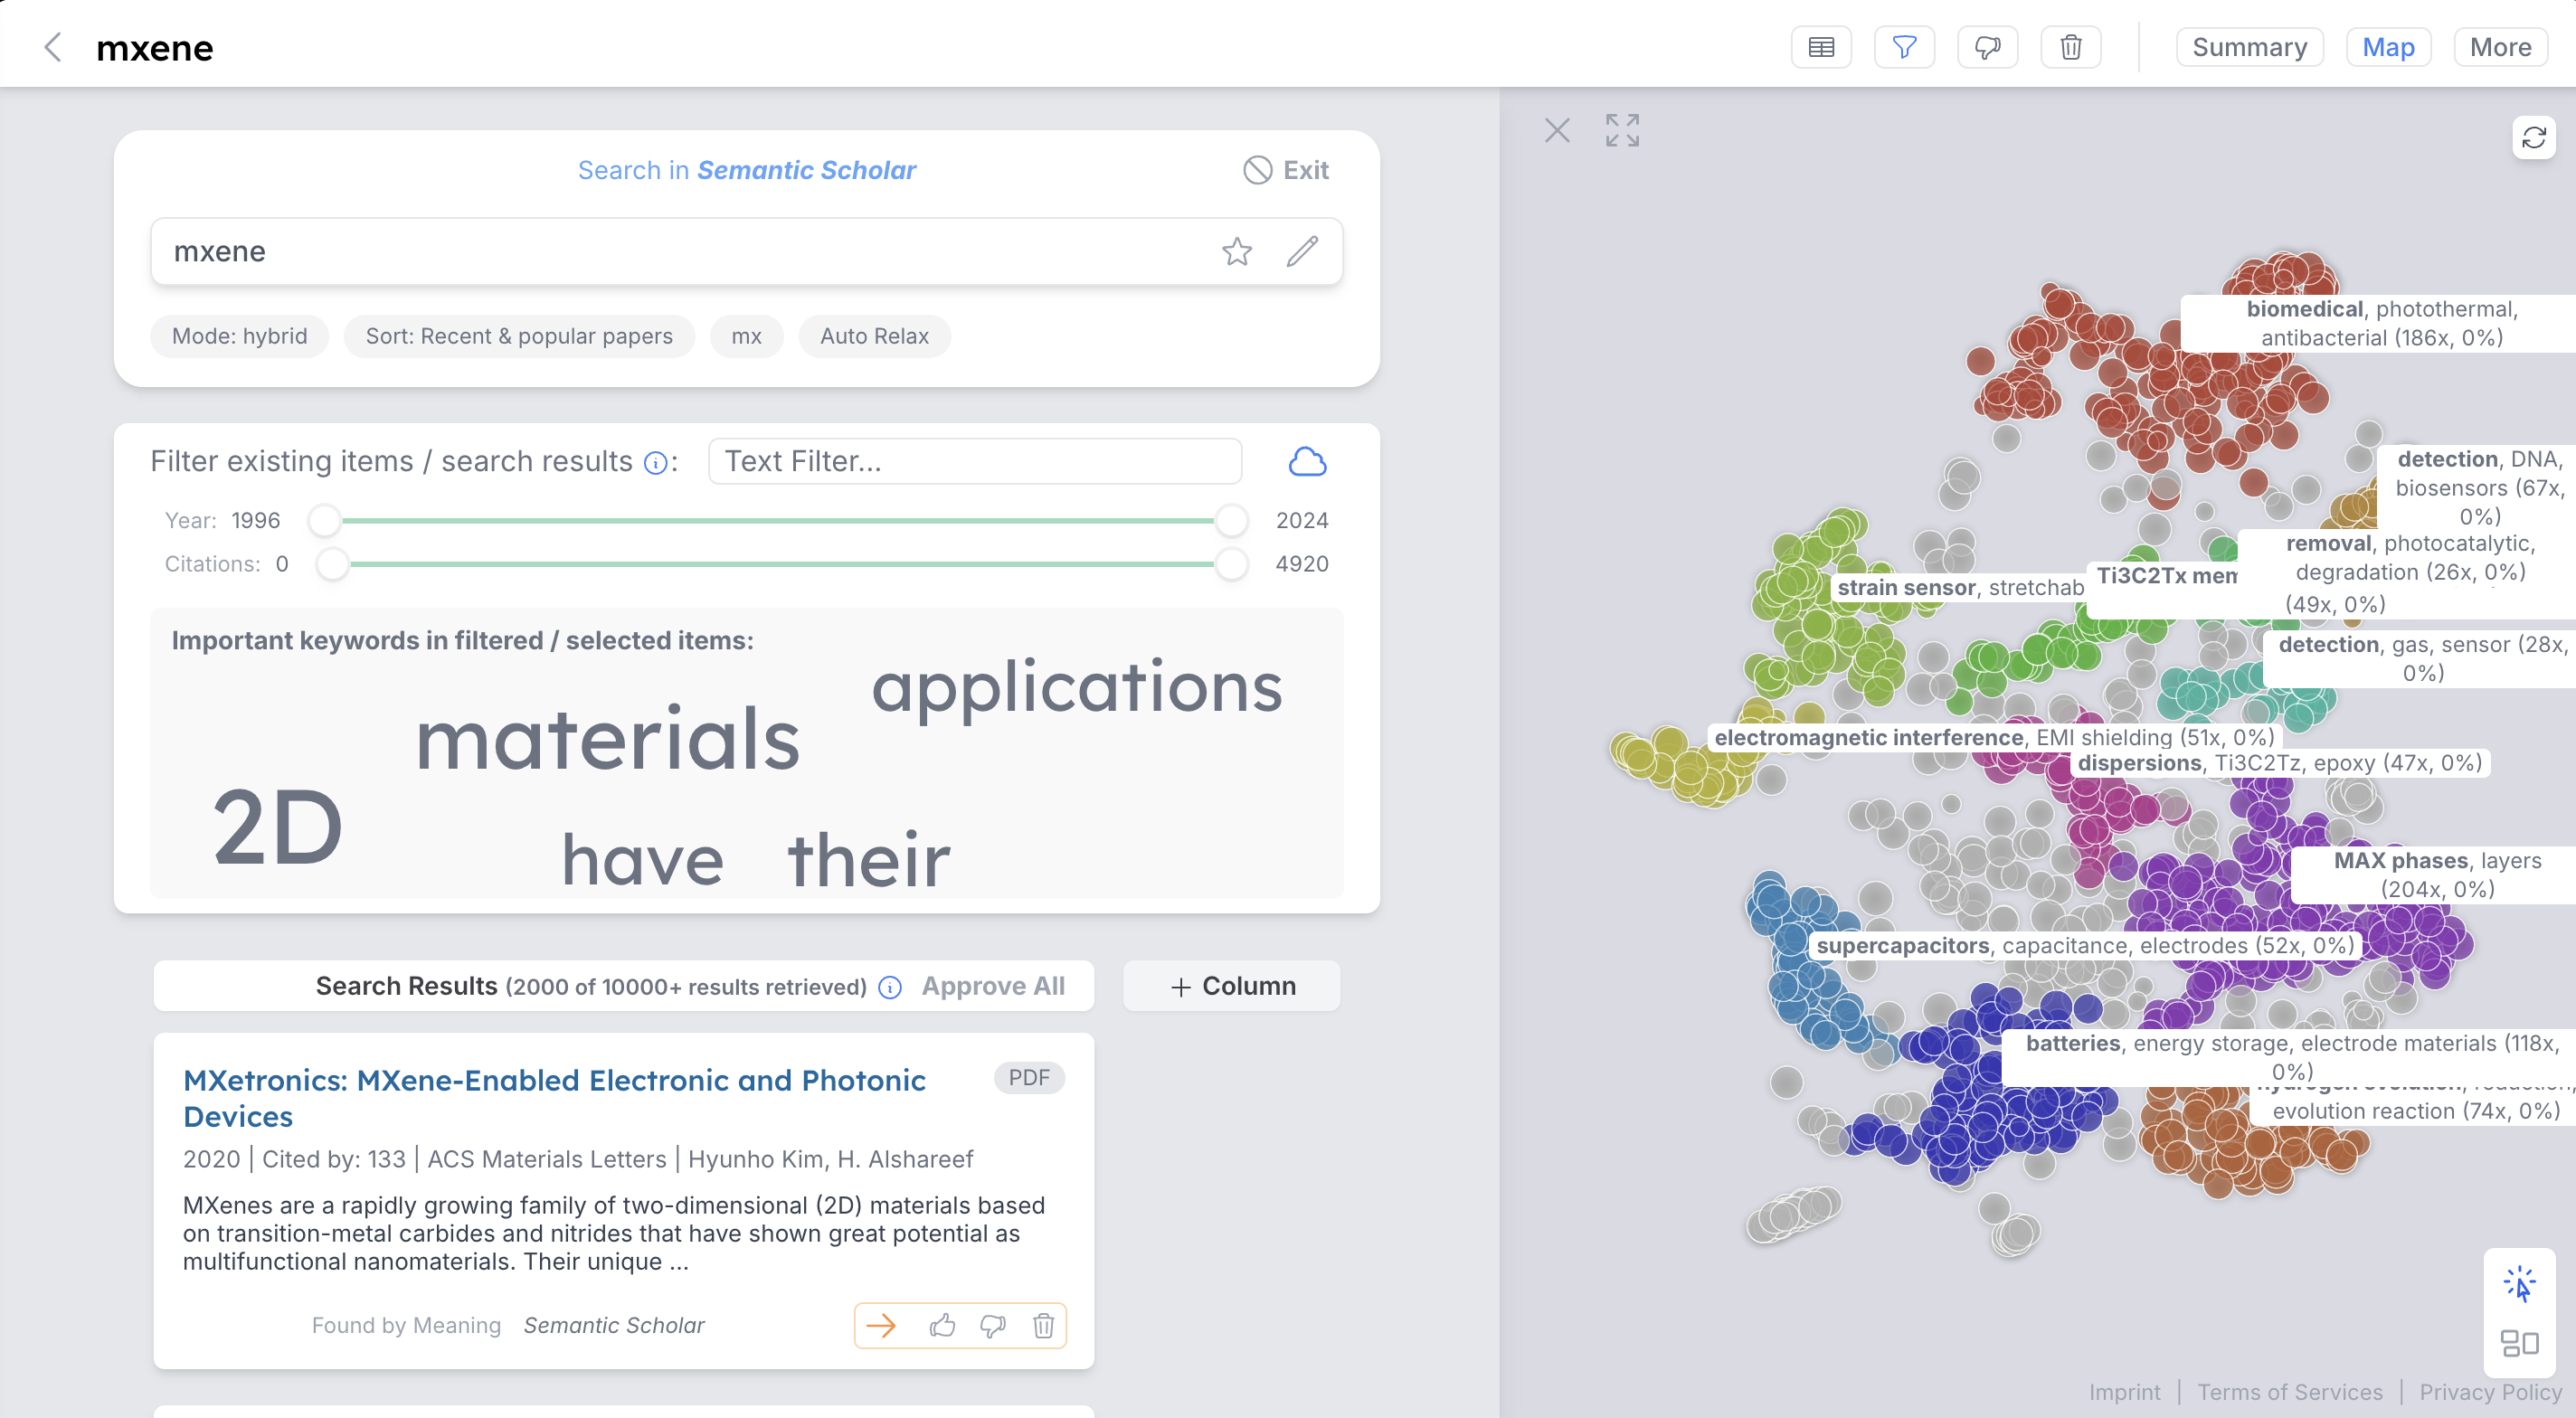 mxene
Summary
Map
More
Search in Semantic Scholar
Exit
mxene
Mode: hybrid
Sort: Recent & popular papers
mx
Auto Relax
Filter existing items / search results :
Text Filter...
Year: 1996
2024
Citations: 0
4920
Important keywords in filtered / selected items:
applications
materials
2D
have
their
Search Results (2000 of 10000+ results retrieved)
Approve All
+ Column
MXetronics: MXene-Enabled Electronic and Photonic
Devices
PDF
2020 | Cited by: 133 | ACS Materials Letters | Hyunho Kim, H. Alshareef
MXenes are a rapidly growing family of two-dimensional (2D) materials based
on transition-metal carbides and nitrides that have shown great potential as
multifunctional nanomaterials. Their unique ...
Found by Meaning
Semantic Scholar
biomedical, photothermal,
antibacterial (186x, 0%)
detection, DNA,
biosensors (67x,
0%)
removal, photocatalytic,
degradation (26x, 0%)
strain sensor, stretchab
Ti3C2Tx mem
(49x, 0%)
detection, gas, sensor (28x,
0%)
electromagnetic interference, EMI shielding (51x, 0%)
dispersions, Ti3C2Tz, epoxy (47x, 0%)
MAX phases, layers
(204x, 0%)
supercapacitors, capacitance, electrodes (52x, 0%)
batteries, energy storage, electrode materials (118x,
0%)
evolution reaction (74x, 0%)
Imprint | Terms of Services | Privacy Policy